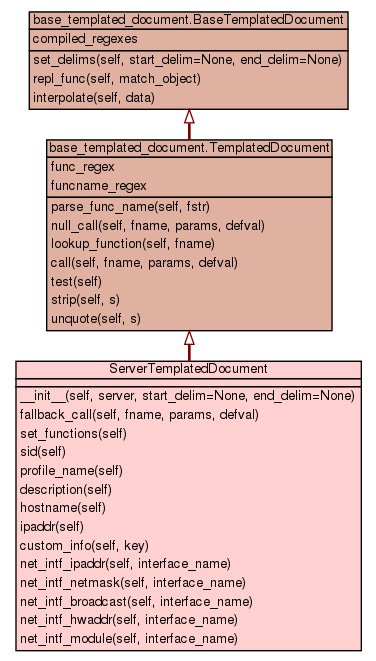 base_templated_document.BaseTemplatedDocument
compiled_regexes
set_delims(self, start_delim=None, end_delim=None)
repl_func(self, match_object)
interpolate(self, data)
base_templated_document.TemplatedDocument
func_regex
funcname_regex
parse_func_name(self, fstr)
null_call(self, fname, params, defval)
lookup_function(self, fname)
call(self, fname, params, defval)
test(self)
strip(self, s)
unquote(self, s)
ServerTemplatedDocument
__init__(self, server, start_delim=None, end_delim=None)
fallback_call(self, fname, params, defval)
set_functions(self)
sid(self)
profile_name(self)
description(self)
hostname(self)
ipaddr(self)
custom_info(self, key)
net_intf_ipaddr(self, interface_name)
net_intf_netmask(self, interface_name)
net_intf_broadcast(self, interface_name)
net_intf_hwaddr(self, interface_name)
net_intf_module(self, interface_name)